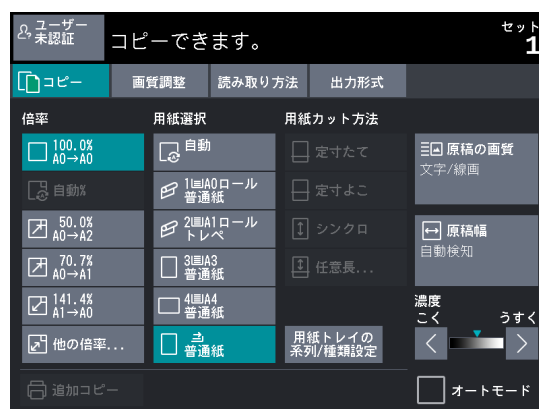 ユーザー
未認証
コピーできます。
セット
1
コピー
画質調整
読み取り方法
出力形式
倍率
用紙選択
用紙カット方法
100.0%
A0→A0
自動
定寸たて
原稿の画質
文字/線画
自動%
1 A0ロール
普通紙
定寸よこ
50.0%
A0→A2
2 A1ロール
トレペ
シンクロ
原稿幅
自動検知
70.7%
A0→A1
3 A3
普通紙
任意長...
141.4%
A1→A0
4 A4
普通紙
濃度
こく
うすく
他の倍率...
普通紙
用紙トレイの
系列/種類設定
追加コピー
オートモード